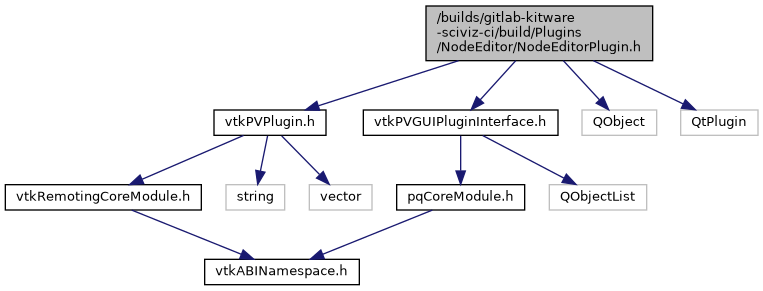 /builds/gitlab-kitware
-sciviz-ci/build/Plugins
/NodeEditor/NodeEditorPlugin.h
vtkPVPlugin.h
vtkPVGUIPluginInterface.h
QObject
QtPlugin
vtkRemotingCoreModule.h
string
vector
pqCoreModule.h
QObjectList
vtkABINamespace.h